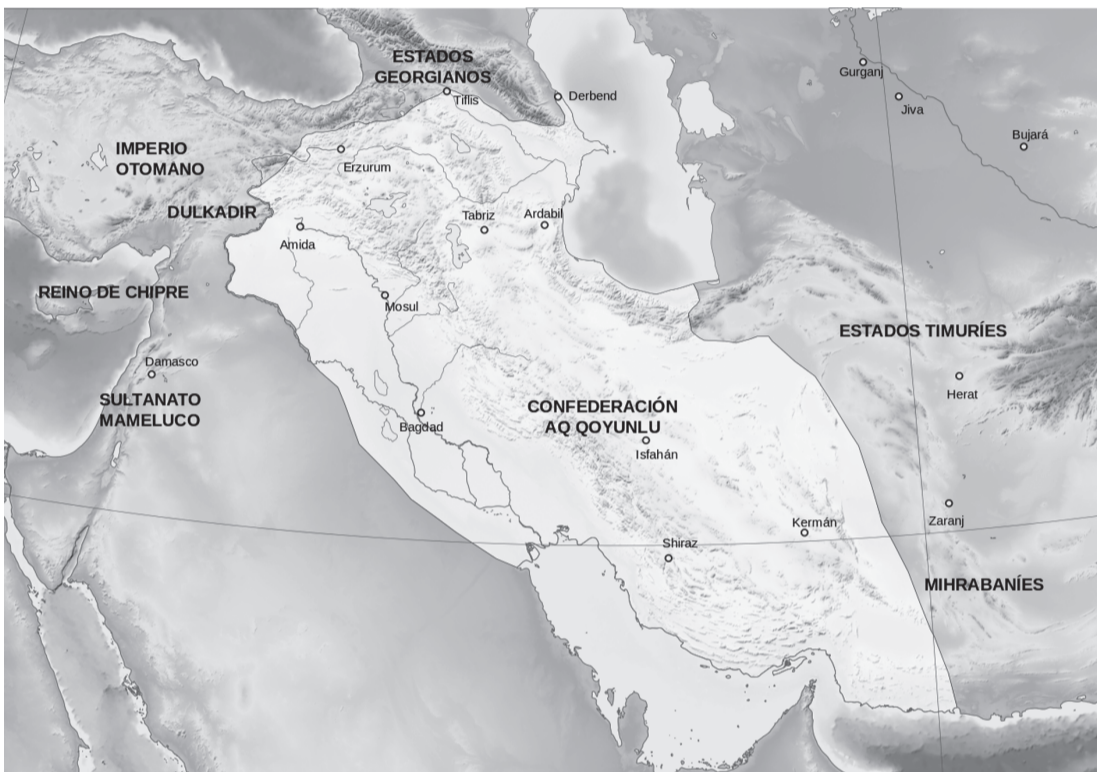 ESTADOS
GEORGIANOS
Tiflis
Derbend
Gurganj
Jiva
Bujará
IMPERIO
OTOMANO
Erzurum
DULKADIR
Amida
Tabriz
Ardabil
REINO DE CHIPRE
Mosul
ESTADOS TIMURÍES
Damasco
SULTANATO
MAMELUCO
Herat
CONFEDERACIÓN
AQ QOYUNLU
Bagdad
Isfahán
Kermán
Zaranj
Shiraz
MIHRABANÍES